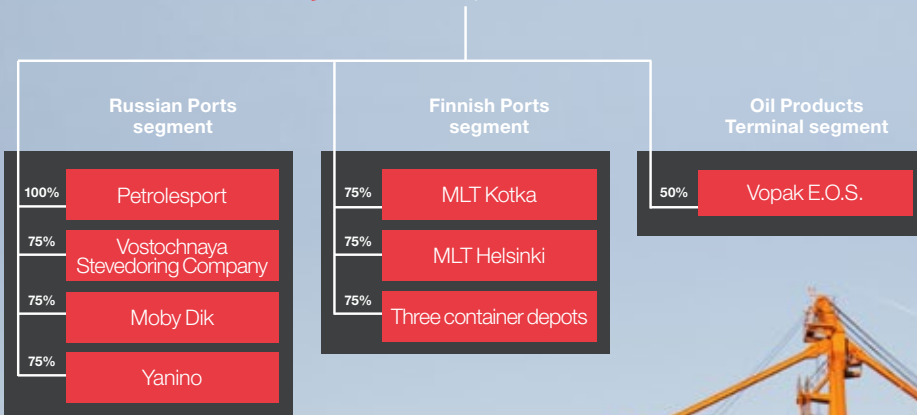 Russian Ports
segment
100%
Petrolesport
75%
Vostochnaya
Stevedoring Company
75%
Moby Dik
75%
Yanino
Finnish Ports
segment
75%
MLT Kotka
75%
MLT Helsinki
75%
Three container depots
Oil Products
Terminal segment
50%
Vopak E.O.S.